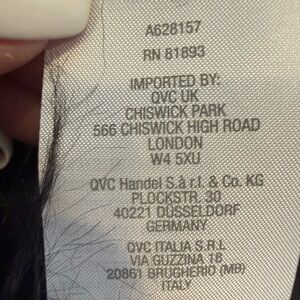 A628157
RN 81893
IMPORTED BY:
QVC UK
CHISWICK PARK
566 CHISWICK HIGH ROAD
LONDON
W4 5XU
QVC Handel S.à r.l. & Co. KG
PLOCKSTR. 30
40221 DÜSSELDORF
GERMANY
QVC ITALIA S.R.L
VIA GUZZINA 18
20861 BRUGHERIO (MB)
ITALY